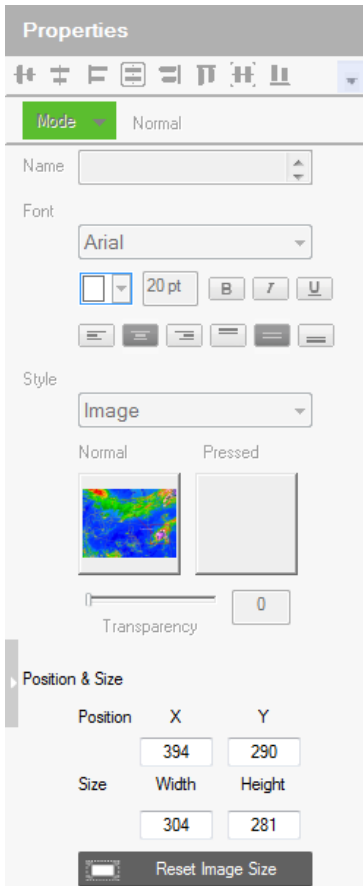 Properties
Mode Normal
Name
Font
Arial
20 pt B I U
Style
Image
Normal Pressed
0
Transparency
Position & Size
Position X Y
394 290
Size Width Height
304 281
Reset Image Size